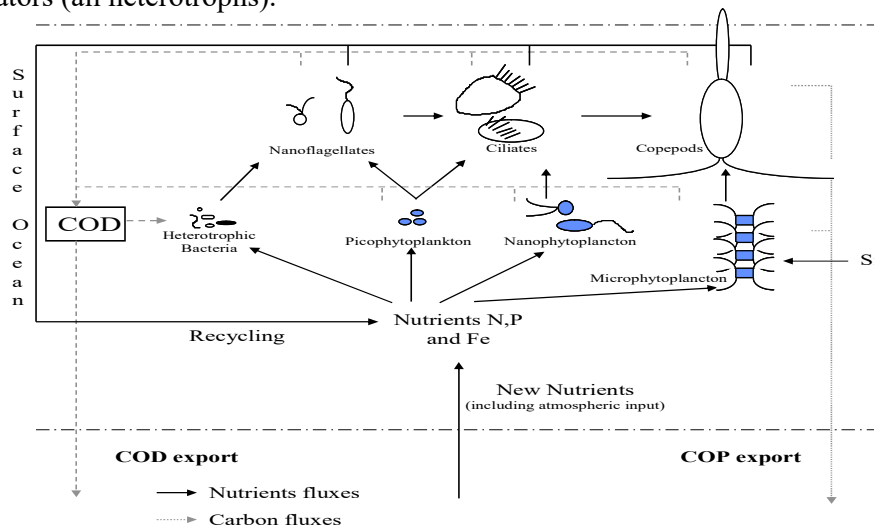 ators (all heterotrophs).
Surface Ocean
Nanoflagellates
Ciliates
Copepods
COD
Heterotrophic
Bacteria
Picophytoplankton
Nanophytoplancton
Microphytoplancton
S
Nutrients N,P
and Fe
Recycling
New Nutrients
(including atmospheric input)
COD export
COP export
Nutrients fluxes
Carbon fluxes